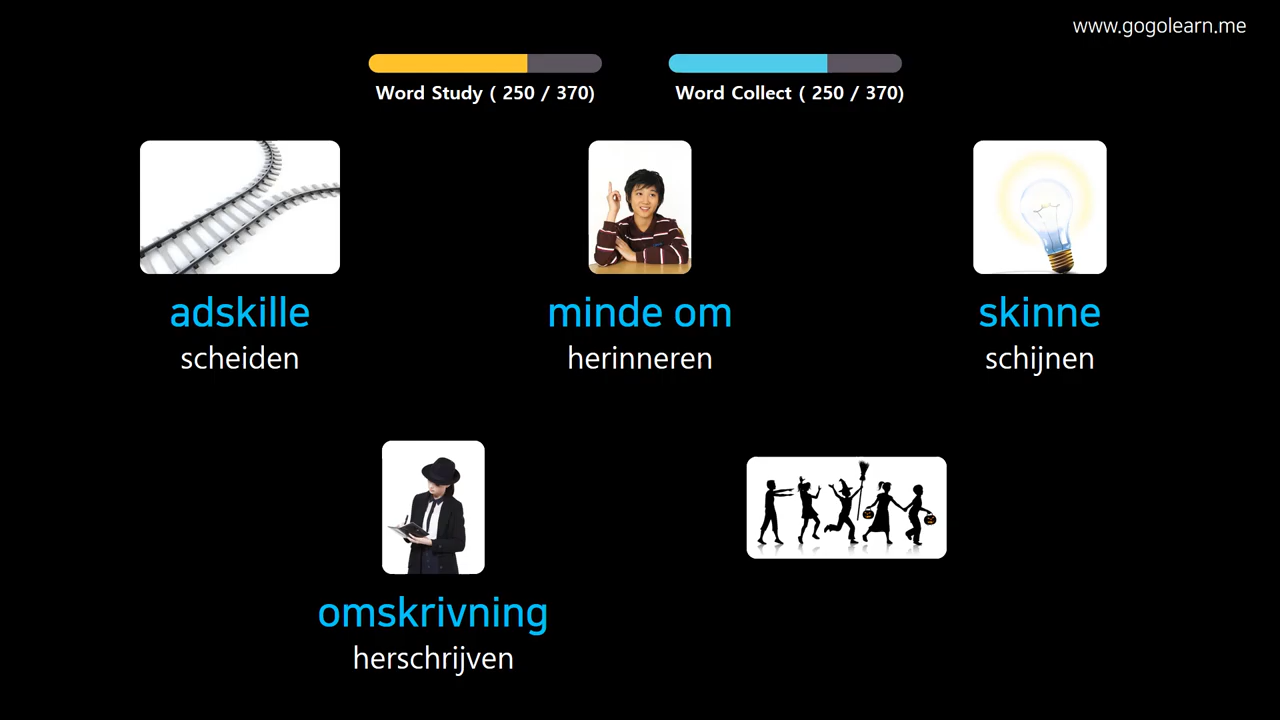 www.gogolearn.me
Word Study ( 250 / 370)
Word Collect ( 250 / 370)
adskille
scheiden
minde om
herinneren
skinne
schijnen
omskrivning
herschrijven